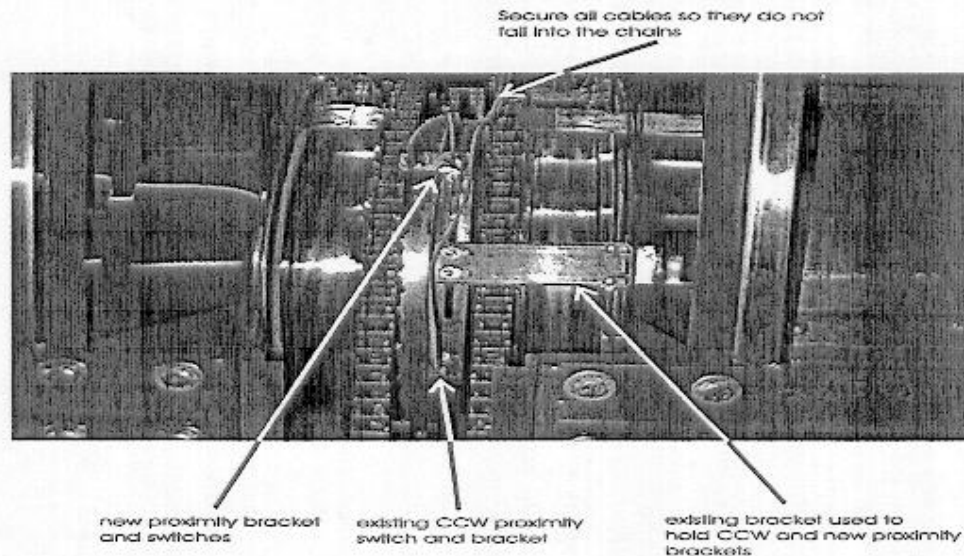 Secure all cables so they do not
fall into the chains
new proximity bracket
and switches
existing CCW proximity
switch and bracket
existing bracket used to
hold CCW and new proximity
brackets